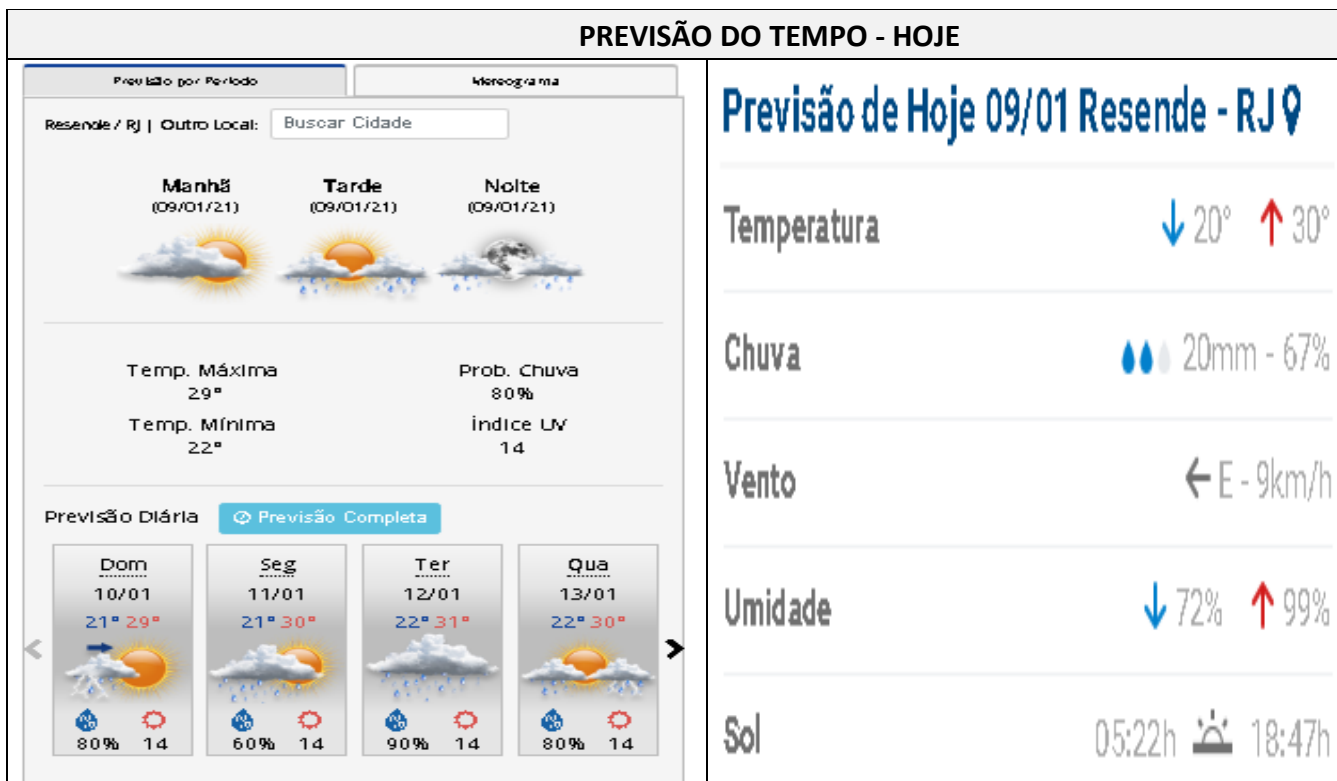 PREVISÃO DO TEMPO - HOJE
Previsão por Período
Meteograma
Resende / RJ | Outro Local: Buscar Cidade
Manhã Tarde Noite
(09/01/21) (09/01/21) (09/01/21)
Temp. Máxima Prob. Chuva
29° 80%
Temp. Mínima Índice UV
22° 14
Previsão Diária Previsão Completa
Dom Seg Ter Qua
10/01 11/01 12/01 13/01
21° 29° 21° 30° 22° 31° 22° 30°
80% 14 60% 14 90% 14 80% 14
Previsão de Hoje 09/01 Resende - RJ
Temperatura 20° 30°
Chuva 20mm - 67%
Vento E - 9km/h
Umidade 72% 99%
Sol 05:22h 18:47h